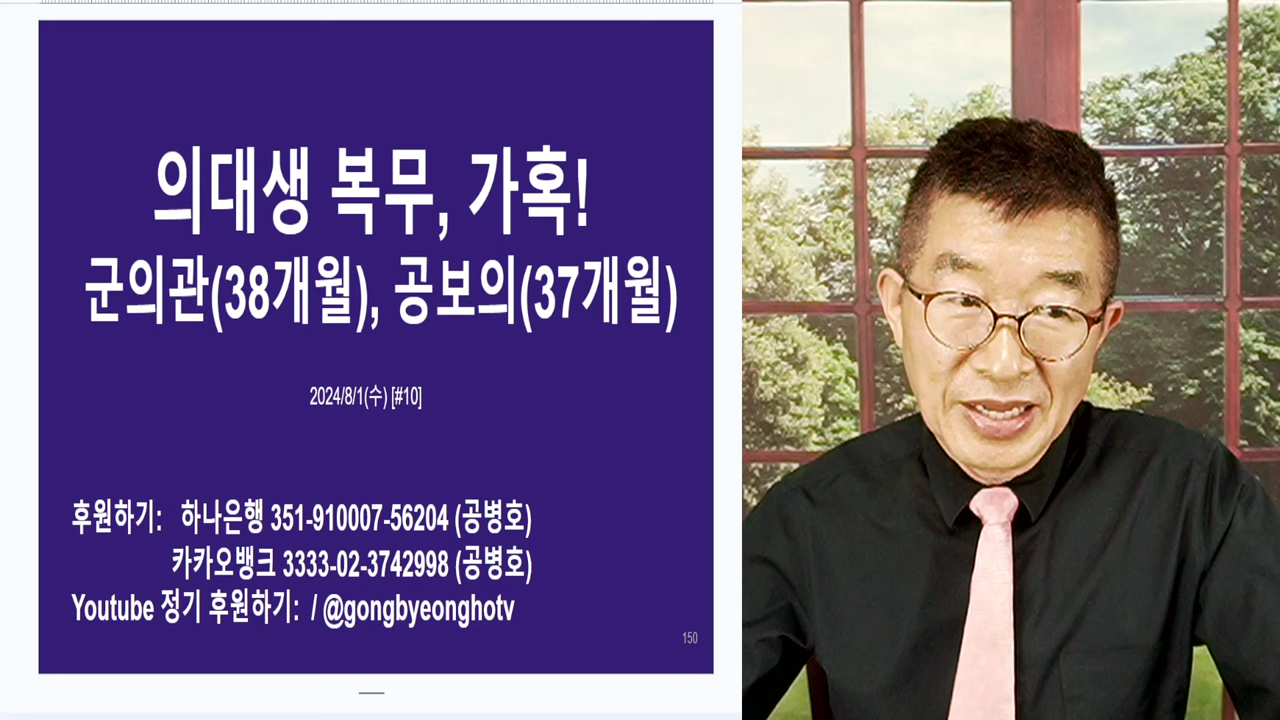 의대생 복무, 가혹!
군의관(38개월), 공보의(37개월)
2024/8/1(수) [#10]
후원하기: 하나은행 351-910007-56204 (공병호)
카카오뱅크 3333-02-3742998 (공병호)
Youtube 정기 후원하기: / @gongbyeonghotv
150